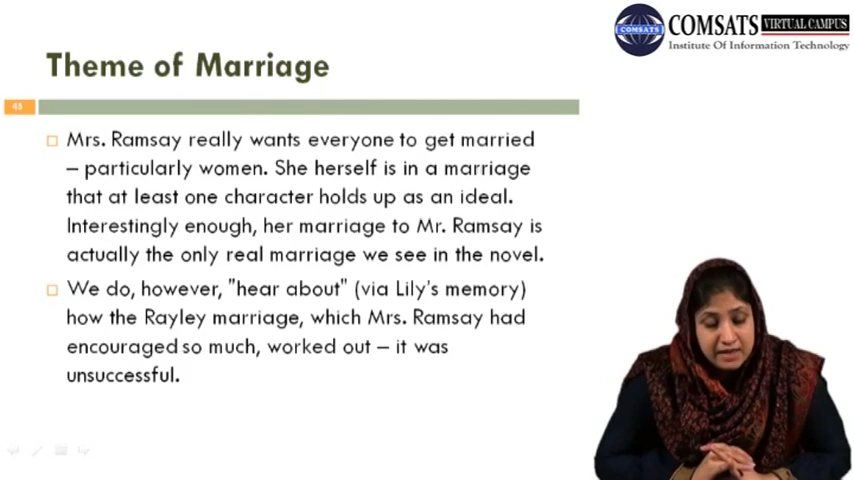 COMSATS VIRTUAL CAMPUS
COMSATS
Institute Of Information Technology
Theme of Marriage
45
Mrs. Ramsay really wants everyone to get married
– particularly women. She herself is in a marriage
that at least one character holds up as an ideal.
Interestingly enough, her marriage to Mr. Ramsay is
actually the only real marriage we see in the novel.
We do, however, "hear about" (via Lily's memory)
how the Rayley marriage, which Mrs. Ramsay had
encouraged so much, worked out – it was
unsuccessful.